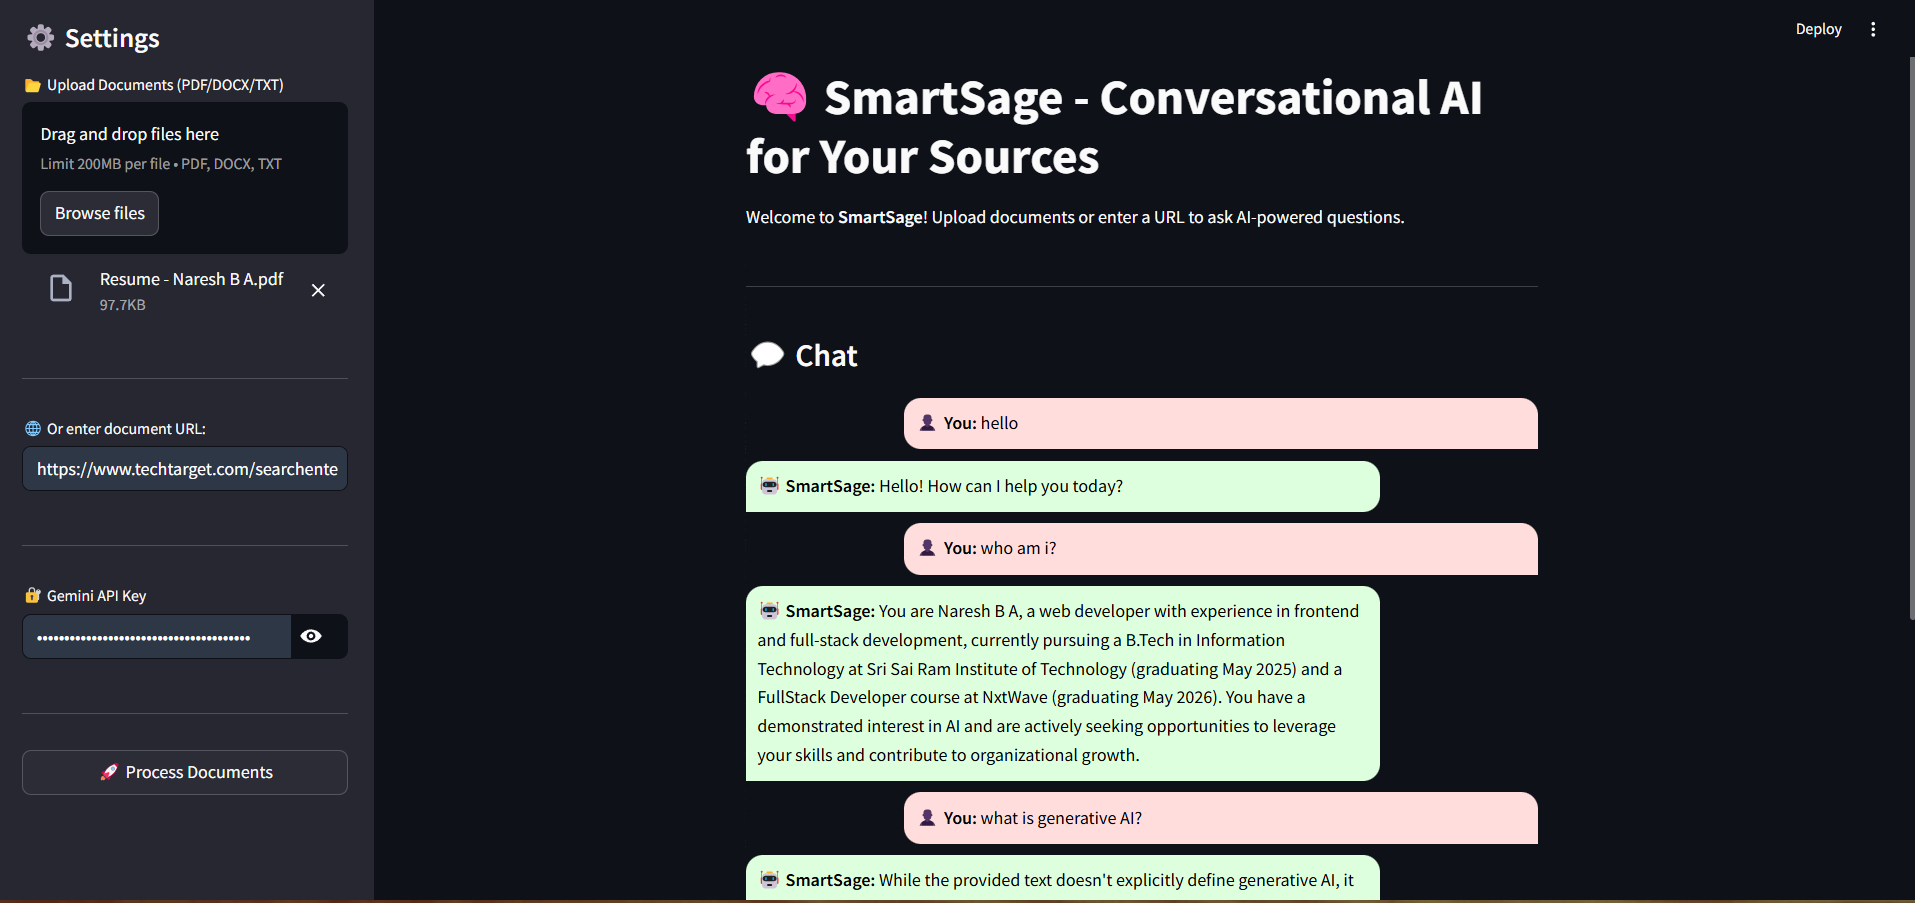 Settings
Upload Documents (PDF/DOCX/TXT)
Drag and drop files here
Limit 200MB per file • PDF, DOCX, TXT
Browse files
Resume - Naresh B A.pdf
97.7KB
Or enter document URL:
https://www.techtarget.com/searchente
Gemini API Key
Process Documents
Deploy
SmartSage - Conversational AI
for Your Sources
Welcome to SmartSage! Upload documents or enter a URL to ask AI-powered questions.
Chat
You: hello
SmartSage: Hello! How can I help you today?
You: who am i?
SmartSage: You are Naresh B A, a web developer with experience in frontend
and full-stack development, currently pursuing a B.Tech in Information
Technology at Sri Sai Ram Institute of Technology (graduating May 2025) and a
FullStack Developer course at NxtWave (graduating May 2026). You have a
demonstrated interest in AI and are actively seeking opportunities to leverage
your skills and contribute to organizational growth.
You: what is generative AI?
SmartSage: While the provided text doesn't explicitly define generative AI, it